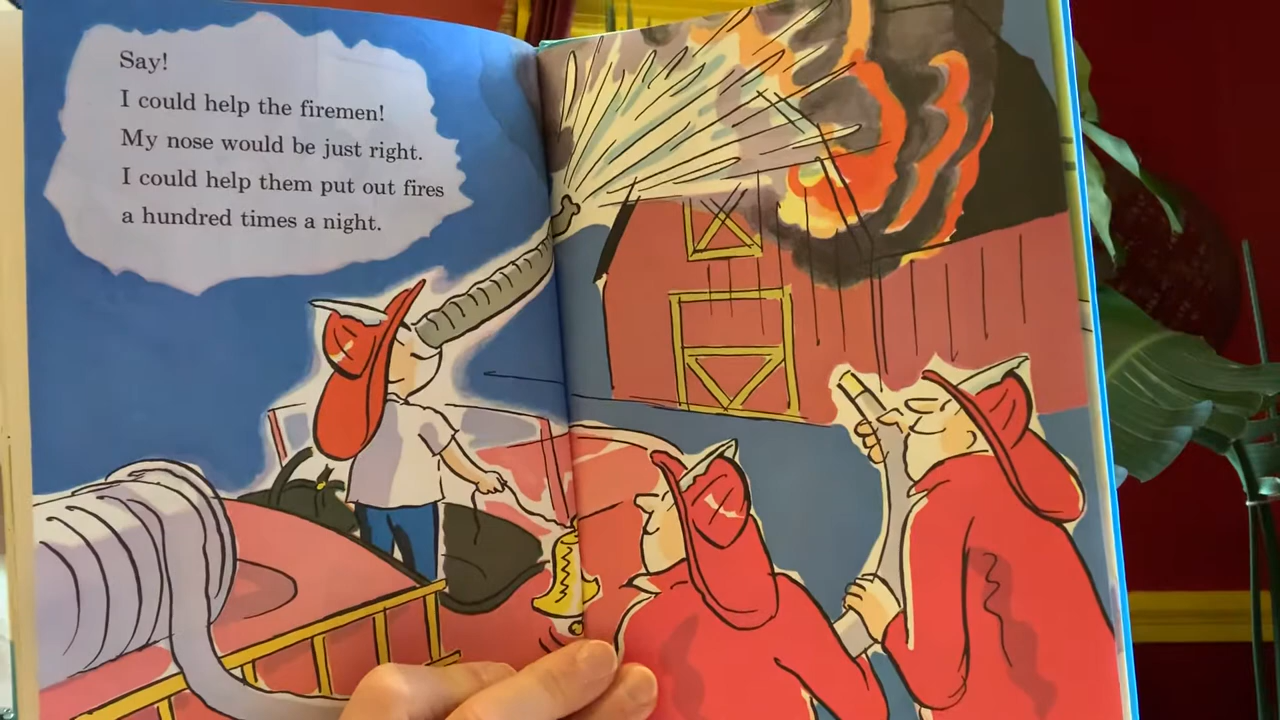 Say!
I could help the firemen!
My nose would be just right.
I could help them put out fires
a hundred times a night.